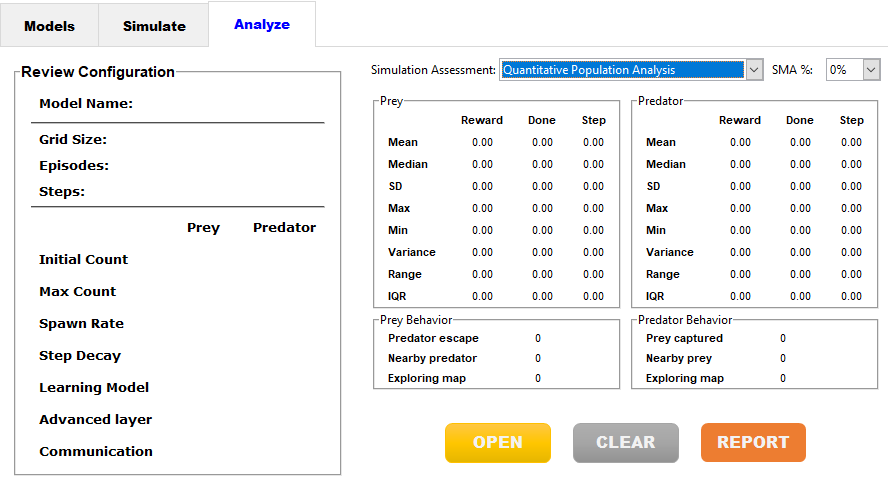 Models Simulate Analyze
Review Configuration
Model Name:
Grid Size:
Episodes:
Steps:
Prey Predator
Initial Count
Max Count
Spawn Rate
Step Decay
Learning Model
Advanced layer
Communication
Simulation Assessment: Quantitative Population Analysis SMA %: 0%
Prey
Reward Done Step
Mean 0.00 0.00 0.00
Median 0.00 0.00 0.00
SD 0.00 0.00 0.00
Max 0.00 0.00 0.00
Min 0.00 0.00 0.00
Variance 0.00 0.00 0.00
Range 0.00 0.00 0.00
IQR 0.00 0.00 0.00
Predator
Reward Done Step
Mean 0.00 0.00 0.00
Median 0.00 0.00 0.00
SD 0.00 0.00 0.00
Max 0.00 0.00 0.00
Min 0.00 0.00 0.00
Variance 0.00 0.00 0.00
Range 0.00 0.00 0.00
IQR 0.00 0.00 0.00
Prey Behavior
Predator escape 0
Nearby predator 0
Exploring map 0
Predator Behavior
Prey captured 0
Nearby prey 0
Exploring map 0
OPEN CLEAR REPORT